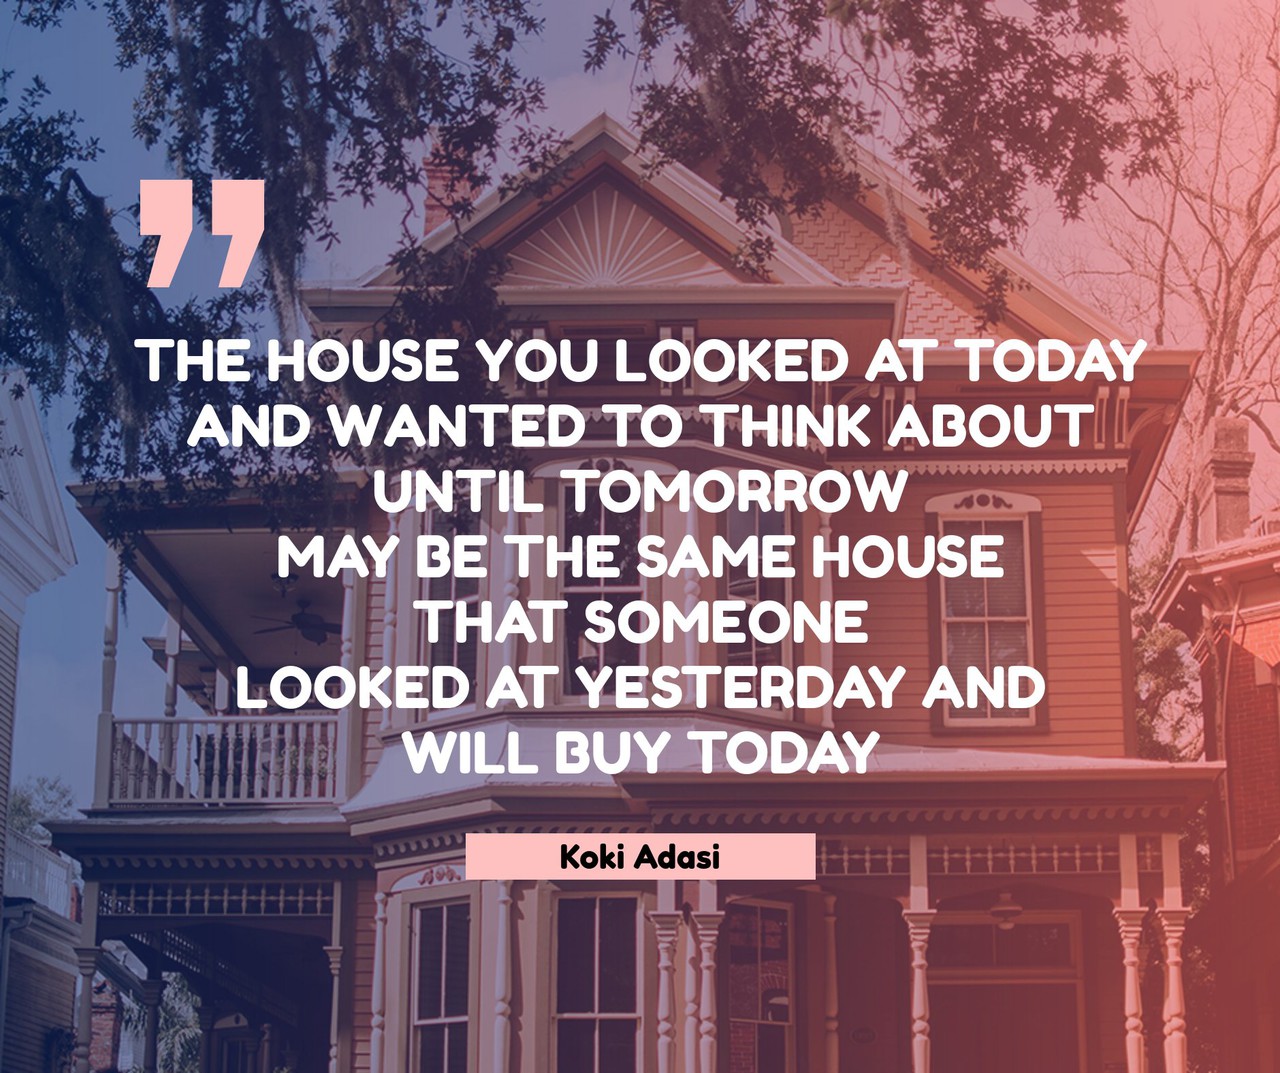 ”
THE HOUSE YOU LOOKED AT TODAY
AND WANTED TO THINK ABOUT
UNTIL TOMORROW
MAY BE THE SAME HOUSE
THAT SOMEONE
LOOKED AT YESTERDAY AND
WILL BUY TODAY
Koki Adasi